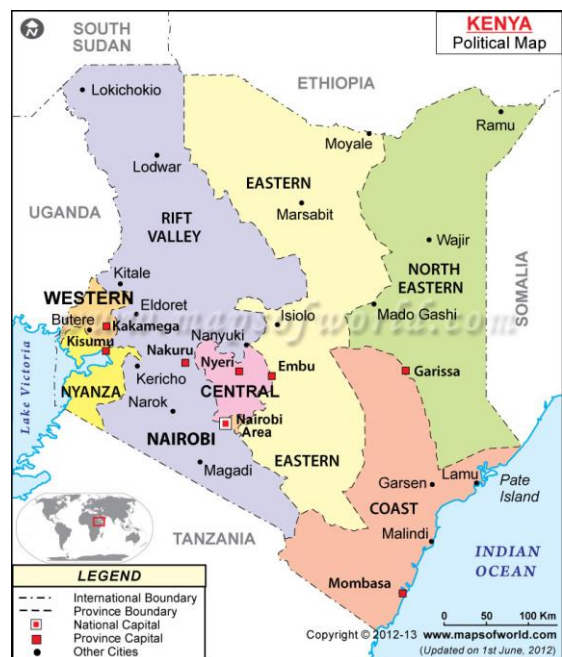 KENYA
Political Map
SOUTH
SUDAN
ETHIOPIA
Lokichokio
Ramu
Moyale
Lodwar
EASTERN
Marsabit
UGANDA
RIFT
VALLEY
Wajir
NORTH
EASTERN
SOMALIA
Kitale
WESTERN
Eldoret
Isiolo
Mado Gashi
www.mapsofworld.com
Butere
Kakamega
Kisumu
Nanyuki
Nakuru
Nyeri
Embu
Garissa
Lake Victoria
NYANZA
Kericho
CENTRAL
Narok
Nairobi
Area
NAIROBI
Magadi
EASTERN
Garsen
Lamu
Pate
Island
COAST
TANZANIA
Malindi
INDIAN
OCEAN
Mombasa
LEGEND
International Boundary
Province Boundary
National Capital
Province Capital
Other Cities
0 50 100 Km
Copyright © 2012-13 www.mapsofworld.com
(Updated on 1st June, 2012)